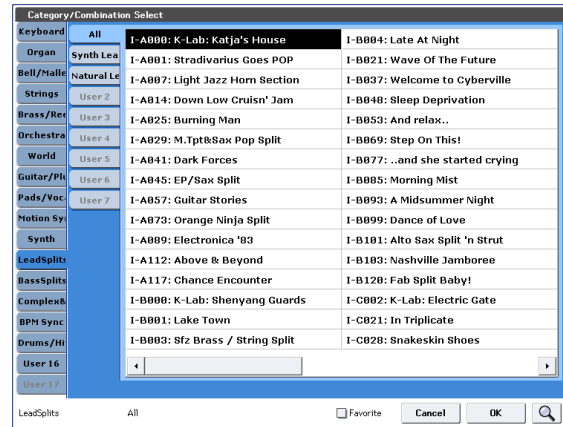 Category/Combination Select
Keyboard
Organ
Bell/Malle
Strings
Brass/Ree
Orchestra
World
Guitar/Plu
Pads/Voc
Motion Syn
Synth
LeadSplits
BassSplits
Complex&
BPM Sync
Drums/Hi
User 16
User 17
All
Synth Lea
Natural Le
User 2
User 3
User 4
User 5
User 6
User 7
I-A000: K-Lab: Katja's House
I-A001: Stradivarius Goes POP
I-A007: Light Jazz Horn Section
I-A014: Down Low Cruisn' Jam
I-A025: Burning Man
I-A029: M.Tpt&Sax Pop Split
I-A041: Dark Forces
I-A045: EP/Sax Split
I-A057: Guitar Stories
I-A073: Orange Ninja Split
I-A089: Electronica '83
I-A112: Above & Beyond
I-A117: Chance Encounter
I-B000: K-Lab: Shenyang Guards
I-B001: Lake Town
I-B003: Sfz Brass / String Split
I-B004: Late At Night
I-B021: Wave Of The Future
I-B037: Welcome to Cyberville
I-B048: Sleep Deprivation
I-B053: And relax..
I-B069: Step On This!
I-B077: ..and she started crying
I-B085: Morning Mist
I-B093: A Midsummer Night
I-B099: Dance of Love
I-B101: Alto Sax Split 'n Strut
I-B103: Nashville Jamboree
I-B120: Fab Split Baby!
I-C002: K-Lab: Electric Gate
I-C021: In Triplicate
I-C028: Snakeskin Shoes
LeadSplits
All
Favorite
Cancel
OK